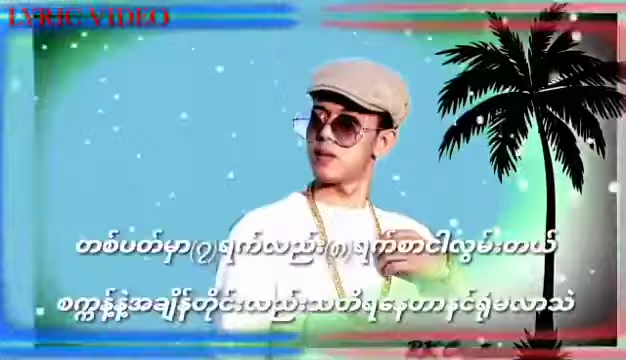 LYRIC VIDEO
တစ်ပတ်မှာ(၇)ရက်လည်း(၈)ရက်စာငါလွမ်းတယ်
စက္ကန့်နဲ့အချိန်တိုင်းလည်းသတိရနေတာနင်ရုံမလာသဲ